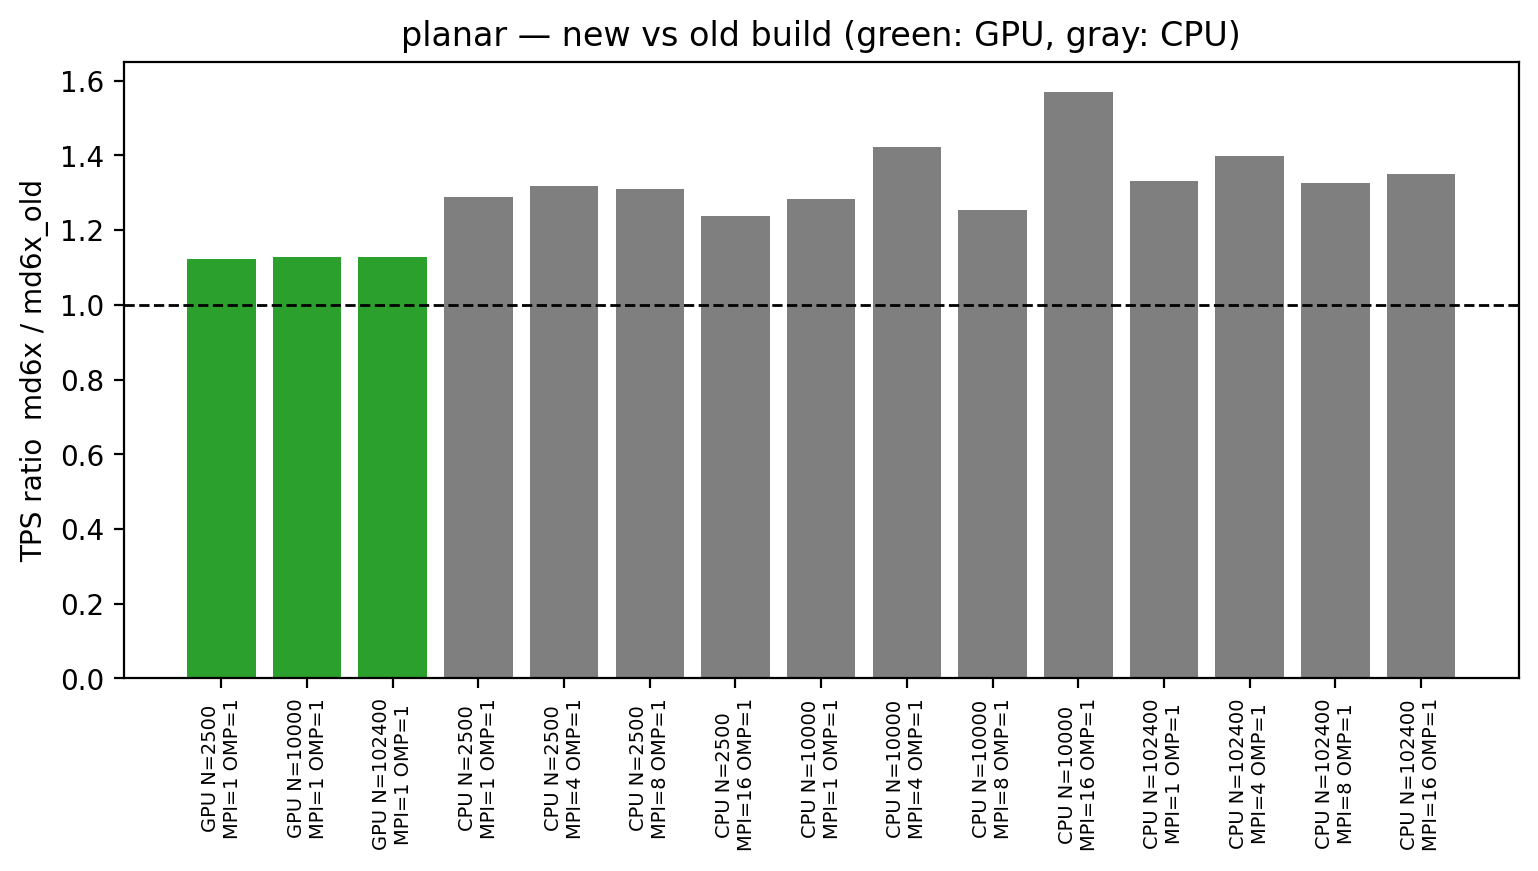 planar — new vs old build (green: GPU, gray: CPU)
TPS ratio  md6x / md6x_old
1.6
1.4
1.2
1.0
0.8
0.6
0.4
0.2
0.0
GPU N=2500
MPI=1 OMP=1
GPU N=10000
MPI=1 OMP=1
GPU N=102400
MPI=1 OMP=1
CPU N=2500
MPI=1 OMP=1
CPU N=2500
MPI=4 OMP=1
CPU N=2500
MPI=8 OMP=1
CPU N=2500
MPI=16 OMP=1
CPU N=10000
MPI=1 OMP=1
CPU N=10000
MPI=4 OMP=1
CPU N=10000
MPI=8 OMP=1
CPU N=10000
MPI=16 OMP=1
CPU N=102400
MPI=1 OMP=1
CPU N=102400
MPI=4 OMP=1
CPU N=102400
MPI=8 OMP=1
CPU N=102400
MPI=16 OMP=1